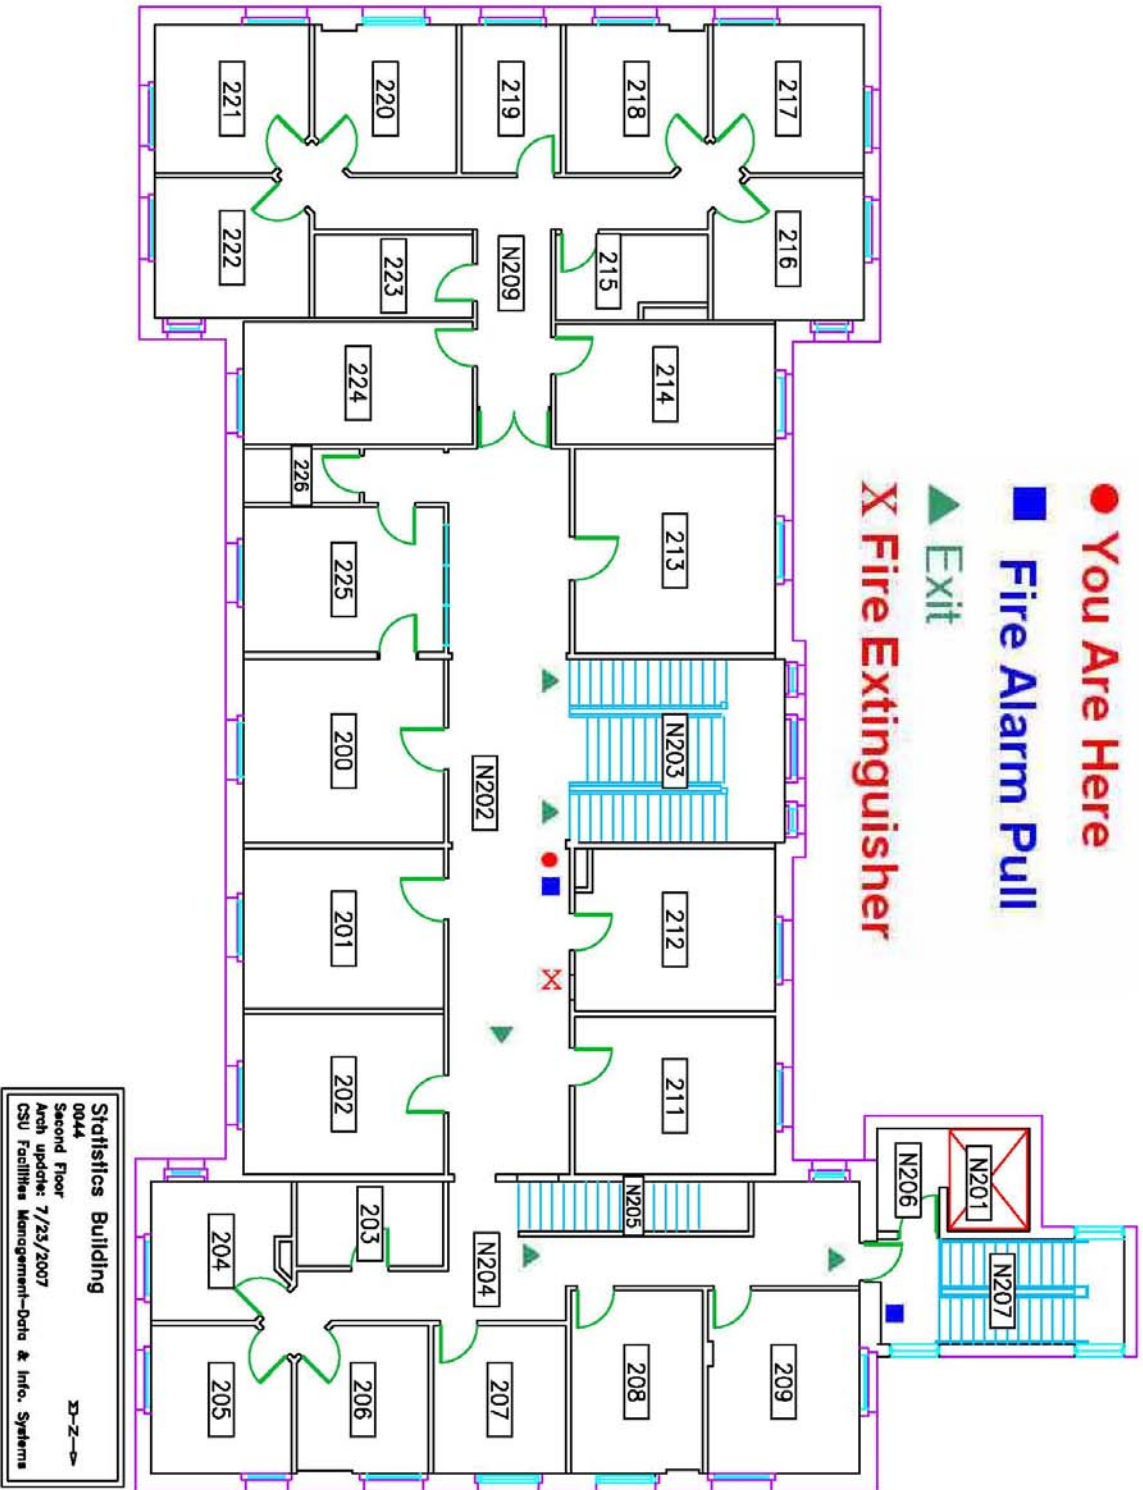 You Are Here
Fire Alarm Pull
Exit
X Fire Extinguisher
N207
N201
N206
217
216
209
214
213
N203
212
211
218
215
N205
208
219
N209
N202
N204
207
X
220
223
224
225
200
201
202
203
206
226
221
222
204
205
Statistics Building
0044
Second Floor
Arch update: 7/23/2007
CSU Facilities Management-Data & Info. Systems
N